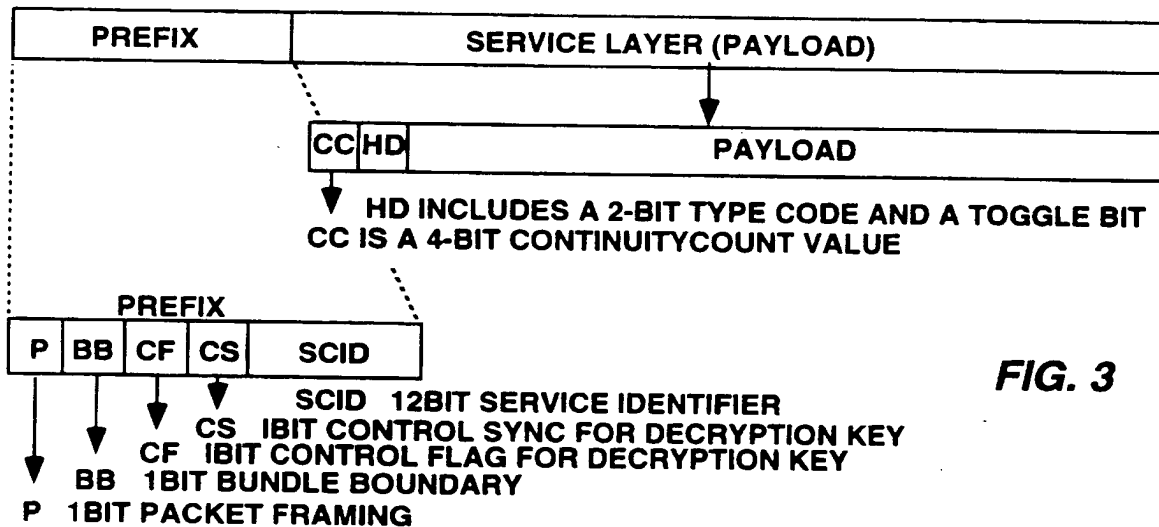 PREFIX
SERVICE LAYER (PAYLOAD)
CC HD PAYLOAD
HD INCLUDES A 2-BIT TYPE CODE AND A TOGGLE BIT
CC IS A 4-BIT CONTINUITYCOUNT VALUE
PREFIX
P BB CF CS SCID
FIG. 3
SCID 12BIT SERVICE IDENTIFIER
CS IBIT CONTROL SYNC FOR DECRYPTION KEY
CF IBIT CONTROL FLAG FOR DECRYPTION KEY
BB 1BIT BUNDLE BOUNDARY
P 1BIT PACKET FRAMING